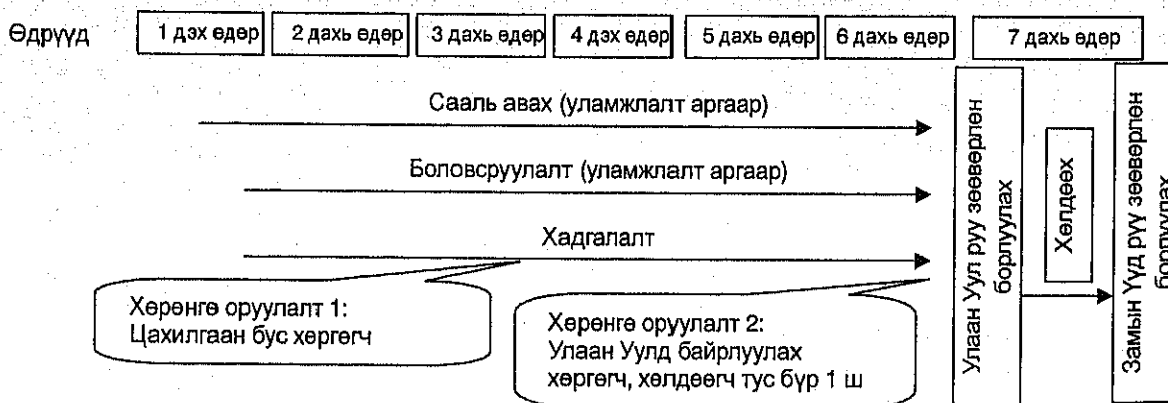 Өдрүүд
1 дэх өдөр
2 дахь өдөр
3 дахь өдөр
4 дэх өдөр
5 дахь өдөр
6 дахь өдөр
7 дахь өдөр
Сааль авах (уламжлалт аргаар)
Боловсруулалт (уламжлалт аргаар)
Хадгалалт
Хөрөнгө оруулалт 1:
Цахилгаан бус хөргөгч
Хөрөнгө оруулалт 2:
Улаан Уулд байрлуулах
хөргөгч, хөлдөөгч тус бүр 1 ш
Улаан Уул руу зөөвөрлөн
борлуулах
Хөлдөөх
Замын Үүд рүү зөөвөрлөн
борлуулах